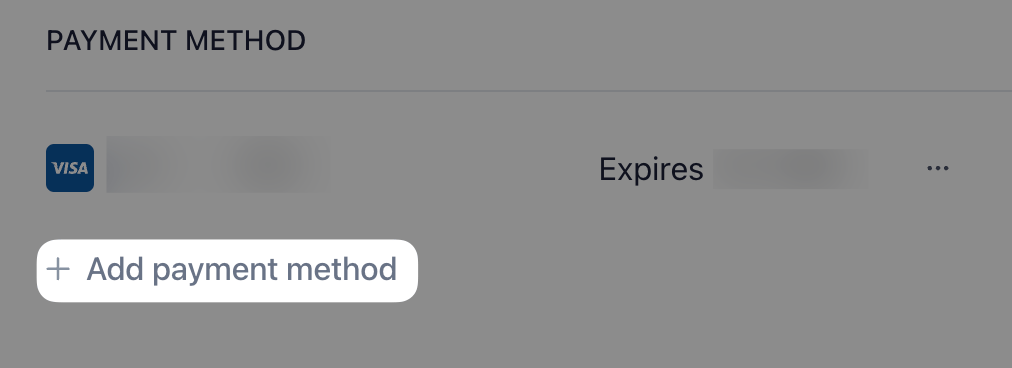 PAYMENT METHOD
VISA Expires ...
+ Add payment method